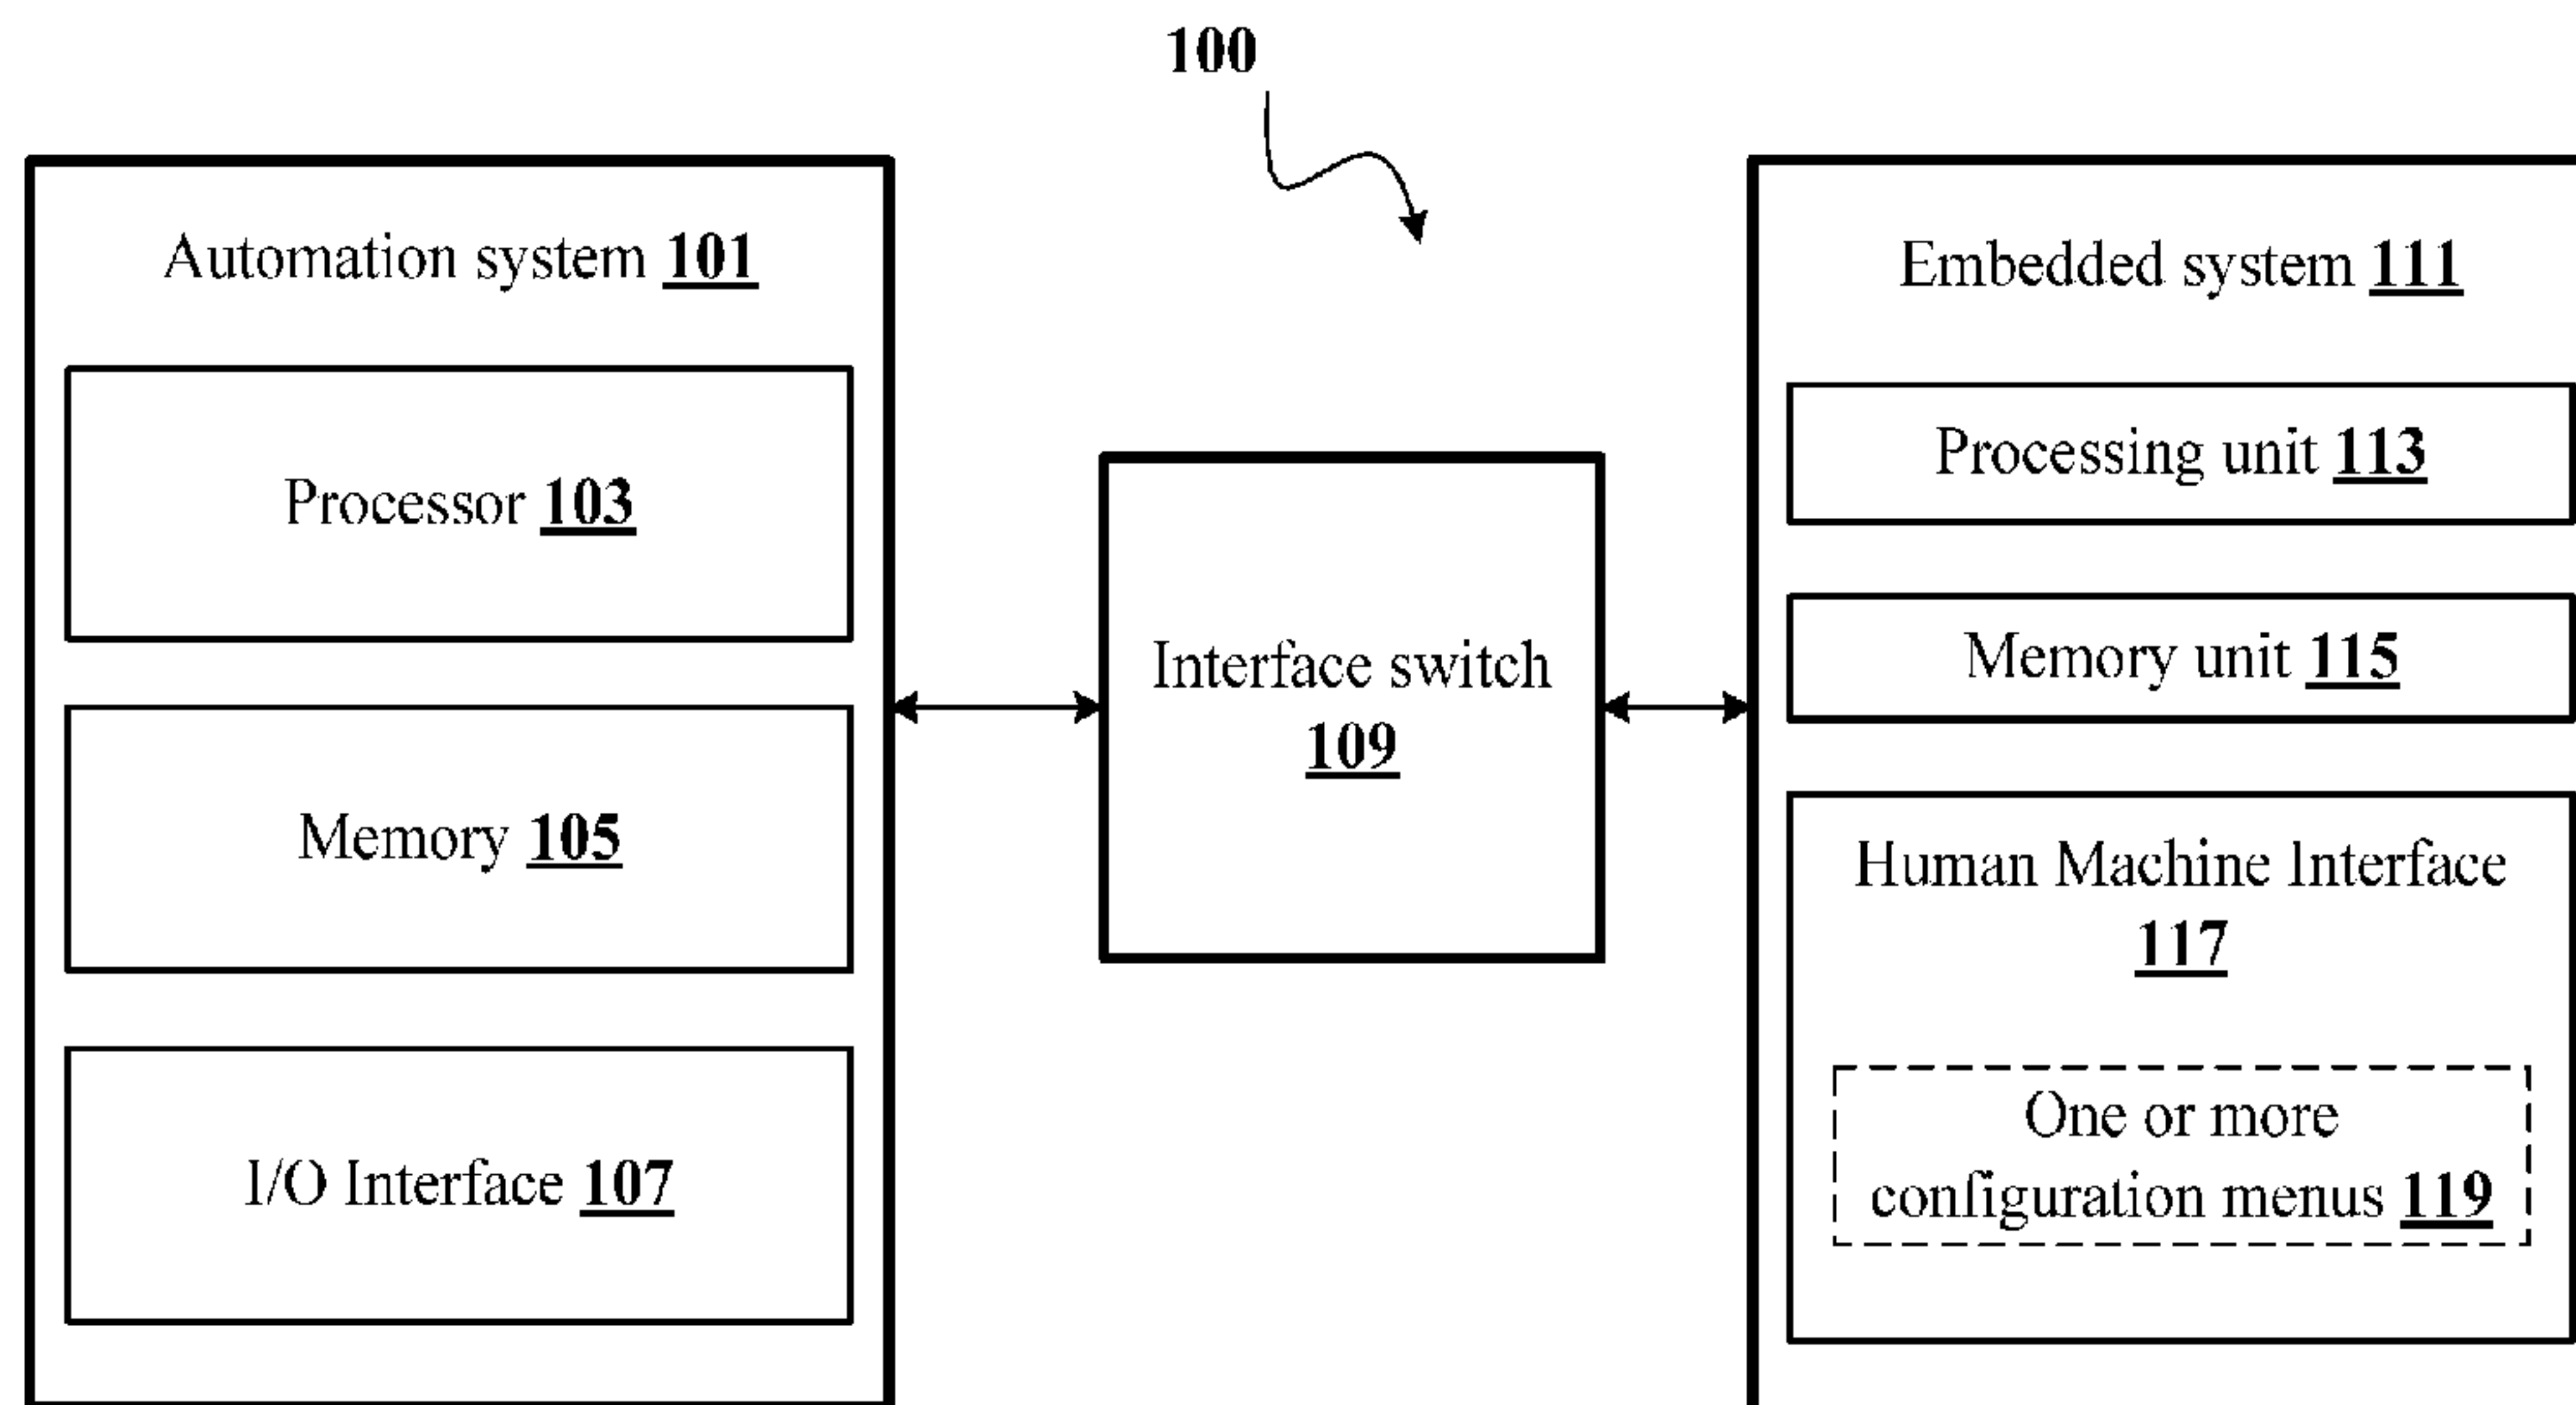 100
Automation system 101
Processor 103
Memory 105
I/O Interface 107
Interface switch
109
Embedded system 111
Processing unit 113
Memory unit 115
Human Machine Interface
117
One or more
configuration menus 119